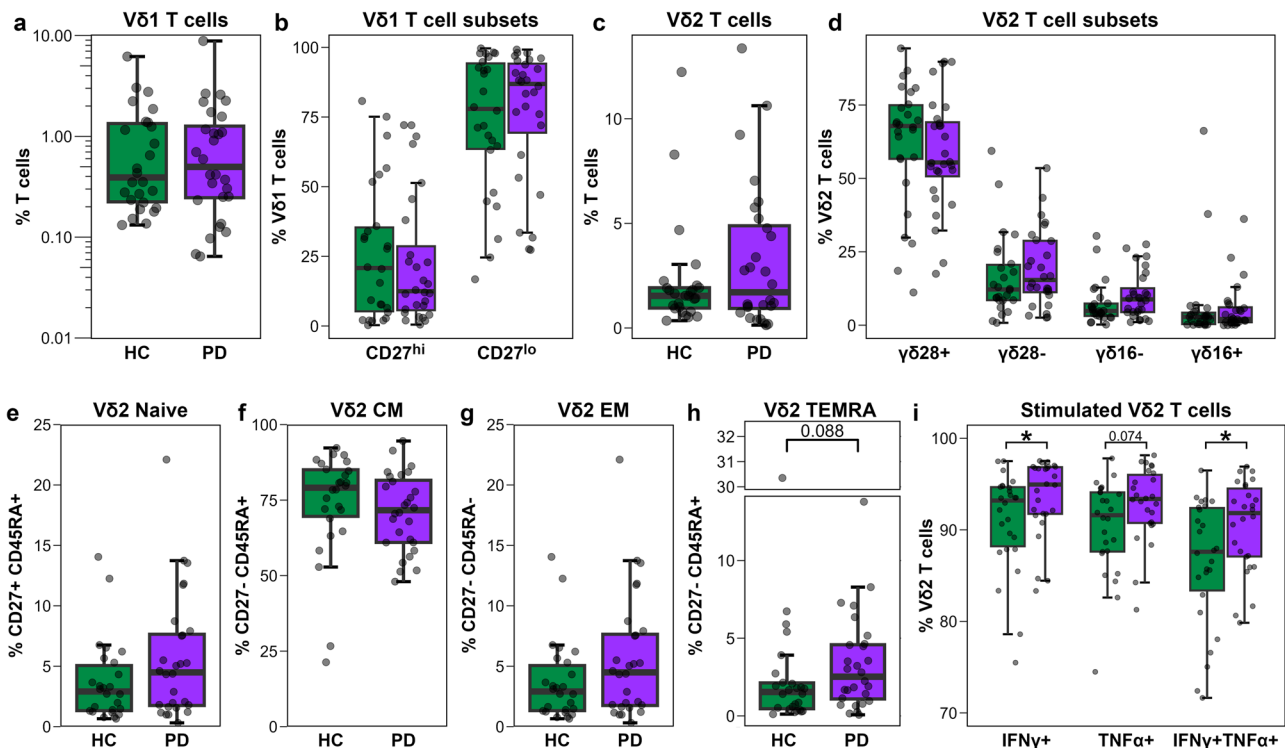 a Vδ1 T cells
% T cells
10.00
1.00
0.10
0.01
HC PD
b Vδ1 T cell subsets
% Vδ1 T cells
100
75
50
25
0
CD27hi CD27lo
c Vδ2 T cells
% T cells
10
5
0
HC PD
d Vδ2 T cell subsets
% Vδ2 T cells
75
50
25
0
γδ28+ γδ28- γδ16- γδ16+
e Vδ2 Naive
% CD27+ CD45RA+
25
20
15
10
5
0
HC PD
f Vδ2 CM
% CD27- CD45RA+
100
75
50
25
0
HC PD
g Vδ2 EM
% CD27- CD45RA-
25
20
15
10
5
0
HC PD
h Vδ2 TEMRA
% CD27- CD45RA+
0.088
32
31
30
10
5
0
HC PD
i Stimulated Vδ2 T cells
% Vδ2 T cells
* 0.074 *
100
90
80
70
IFNγ+ TNFα+ IFNγ+TNFα+